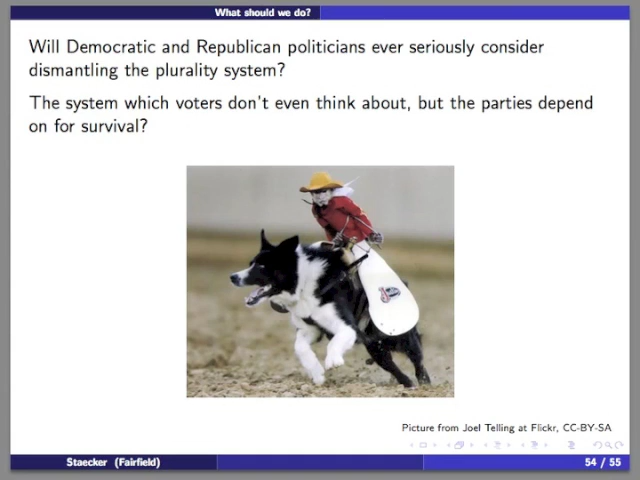 What should we do?
Will Democratic and Republican politicians ever seriously consider
dismantling the plurality system?
The system which voters don't even think about, but the parties depend
on for survival?
Picture from Joel Telling at Flickr, CC-BY-SA
Staecker (Fairfield)
54 / 55